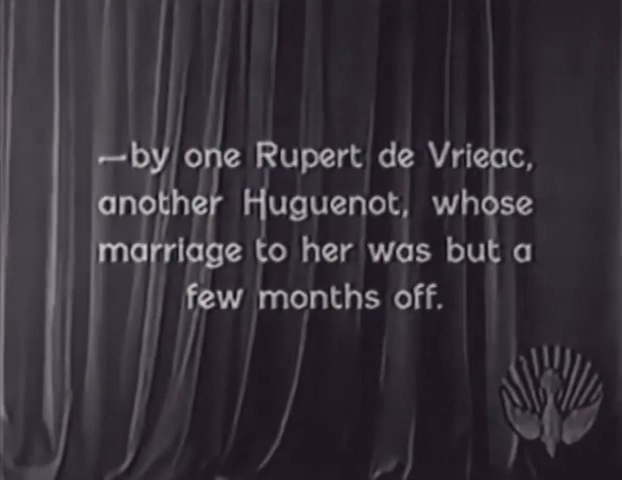 —by one Rupert de Vrieac,
another Huguenot, whose
marriage to her was but a
few months off.